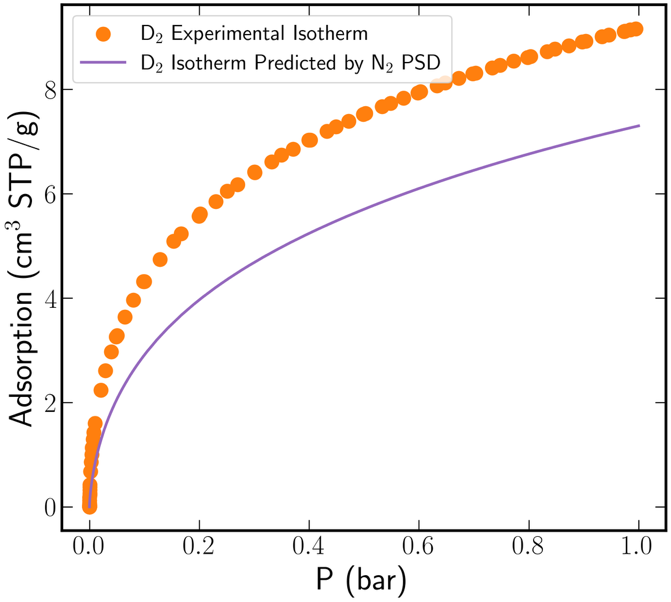 D₂ Experimental Isotherm
D₂ Isotherm Predicted by N₂ PSD
Adsorption (cm³ STP/g)
8
6
4
2
0
0.0 0.2 0.4 0.6 0.8 1.0
P (bar)